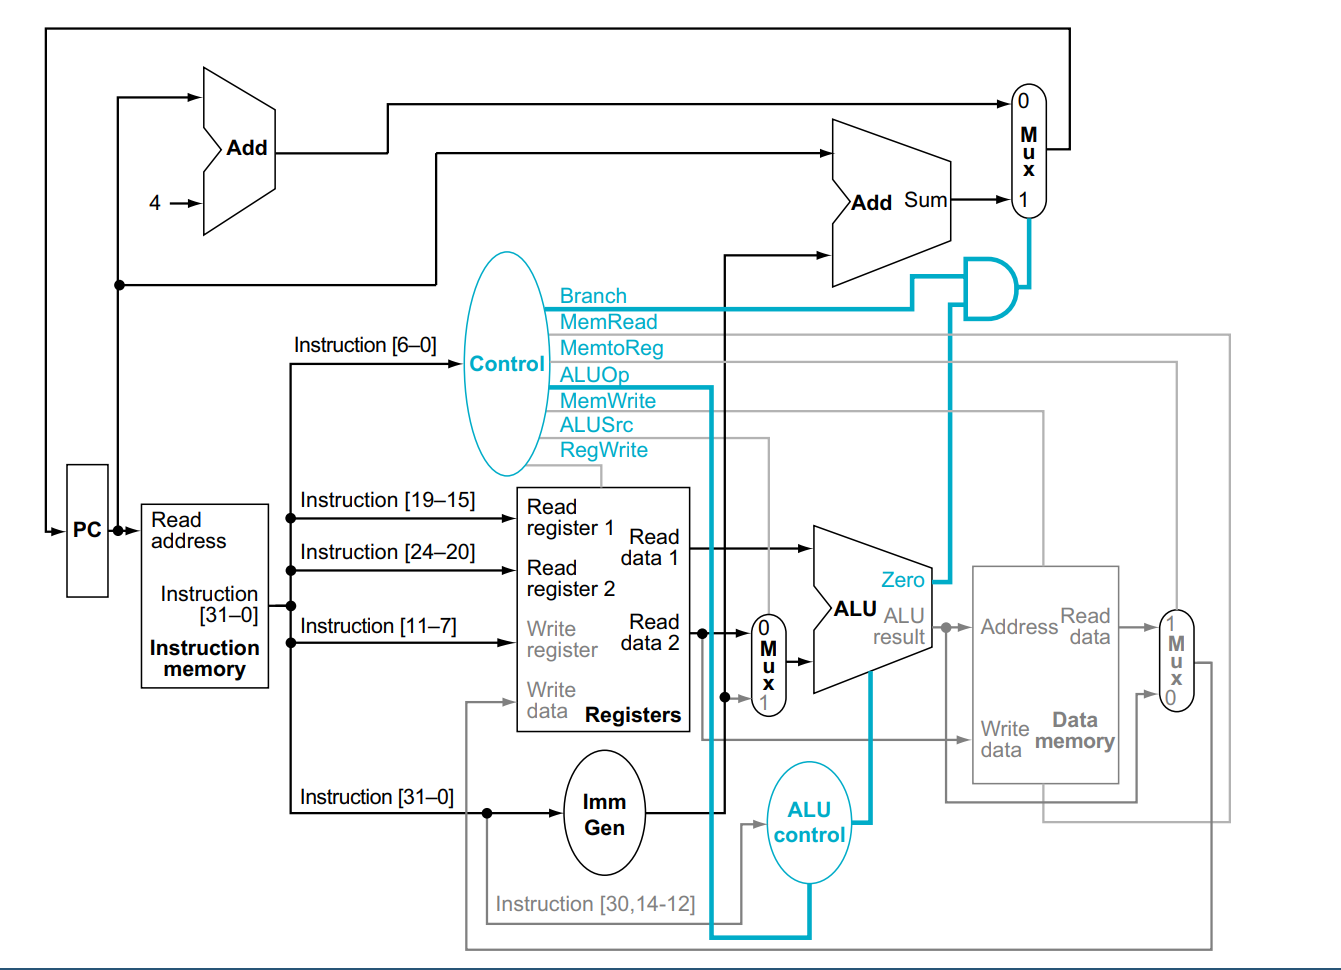 0
M
u
x
1
Add
4
Add Sum
Branch
MemRead
MemtoReg
ALUOp
MemWrite
ALUSrc
RegWrite
Instruction [6–0]
Control
PC
Read
address
Instruction
[31–0]
Instruction
memory
Instruction [19–15]
Instruction [24–20]
Instruction [11–7]
Instruction [31–0]
Read
register 1
Read
register 2
Write
register
Write
data
Read
data 1
Read
data 2
Registers
0
M
u
x
1
Zero
ALU
ALU
result
Address
Read
data
Write
data
Data
memory
1
M
u
x
0
Imm
Gen
ALU
control
Instruction [30,14-12]